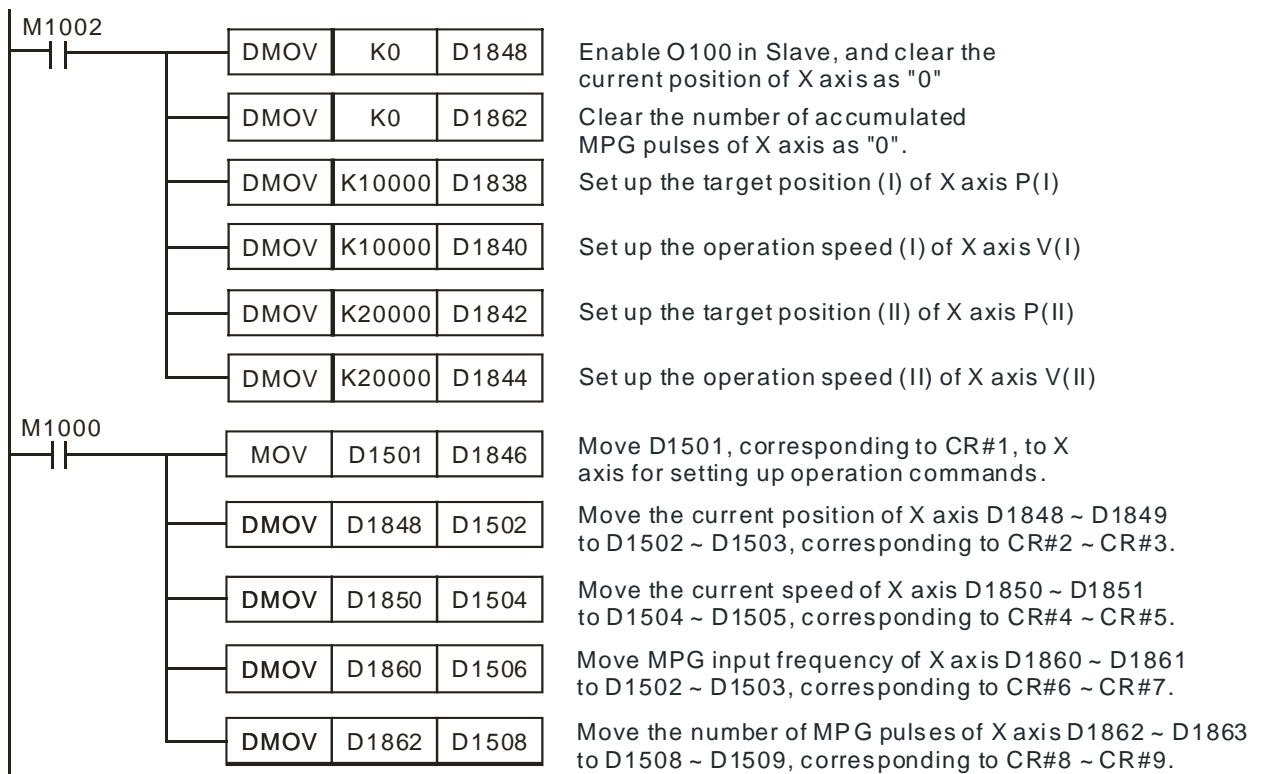 M1002
DMOV K0 D1848 Enable O100 in Slave, and clear the
current position of X axis as "0"
DMOV K0 D1862 Clear the number of accumulated
MPG pulses of X axis as "0".
DMOV K10000 D1838 Set up the target position (I) of X axis P(I)
DMOV K10000 D1840 Set up the operation speed (I) of X axis V(I)
DMOV K20000 D1842 Set up the target position (II) of X axis P(II)
DMOV K20000 D1844 Set up the operation speed (II) of X axis V(II)
M1000
MOV D1501 D1846 Move D1501, corresponding to CR#1, to X
axis for setting up operation commands.
DMOV D1848 D1502 Move the current position of X axis D1848 ~ D1849
to D1502 ~ D1503, corresponding to CR#2 ~ CR#3.
DMOV D1850 D1504 Move the current speed of X axis D1850 ~ D1851
to D1504 ~ D1505, corresponding to CR#4 ~ CR#5.
DMOV D1860 D1506 Move MPG input frequency of X axis D1860 ~ D1861
to D1502 ~ D1503, corresponding to CR#6 ~ CR#7.
DMOV D1862 D1508 Move the number of MPG pulses of X axis D1862 ~ D1863
to D1508 ~ D1509, corresponding to CR#8 ~ CR#9.